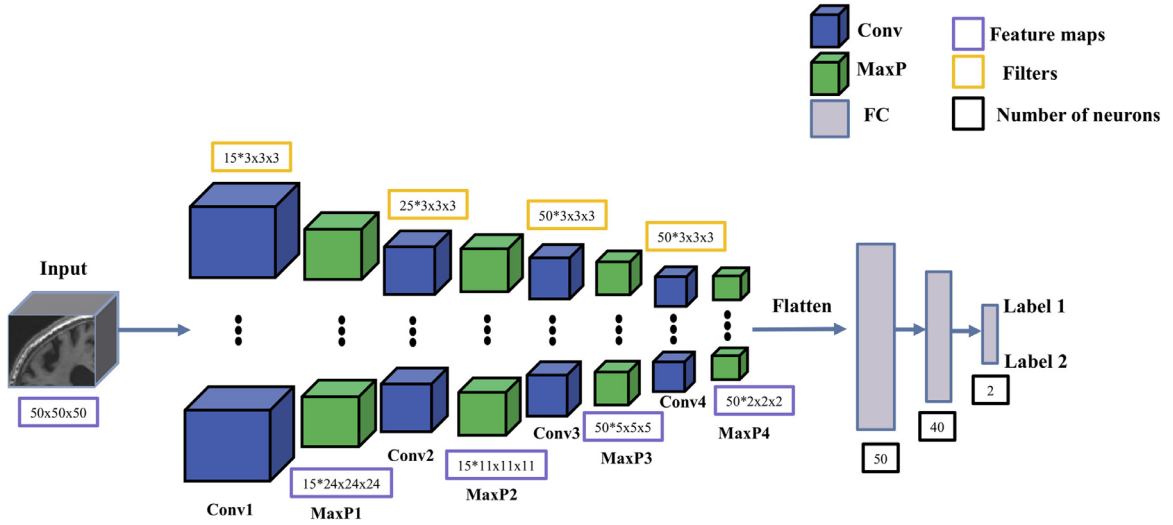 Conv
Feature maps
MaxP
Filters
FC
Number of neurons
15*3x3x3
25*3x3x3
50*3x3x3
50*3x3x3
Input
Flatten
Label 1
Label 2
50x50x50
Conv1
15*24x24x24
MaxP1
Conv2
15*11x11x11
MaxP2
Conv3
50*5x5x5
MaxP3
Conv4
50*2x2x2
MaxP4
50
40
2